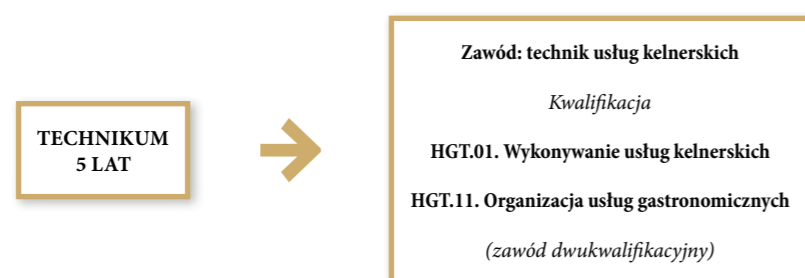 TECHNIKUM
5 LAT
Zawód: technik usług kelnerskich
Kwalifikacja
HGT.01. Wykonywanie usług kelnerskich
HGT.11. Organizacja usług gastronomicznych
(zawód dwukwalifikacyjny)